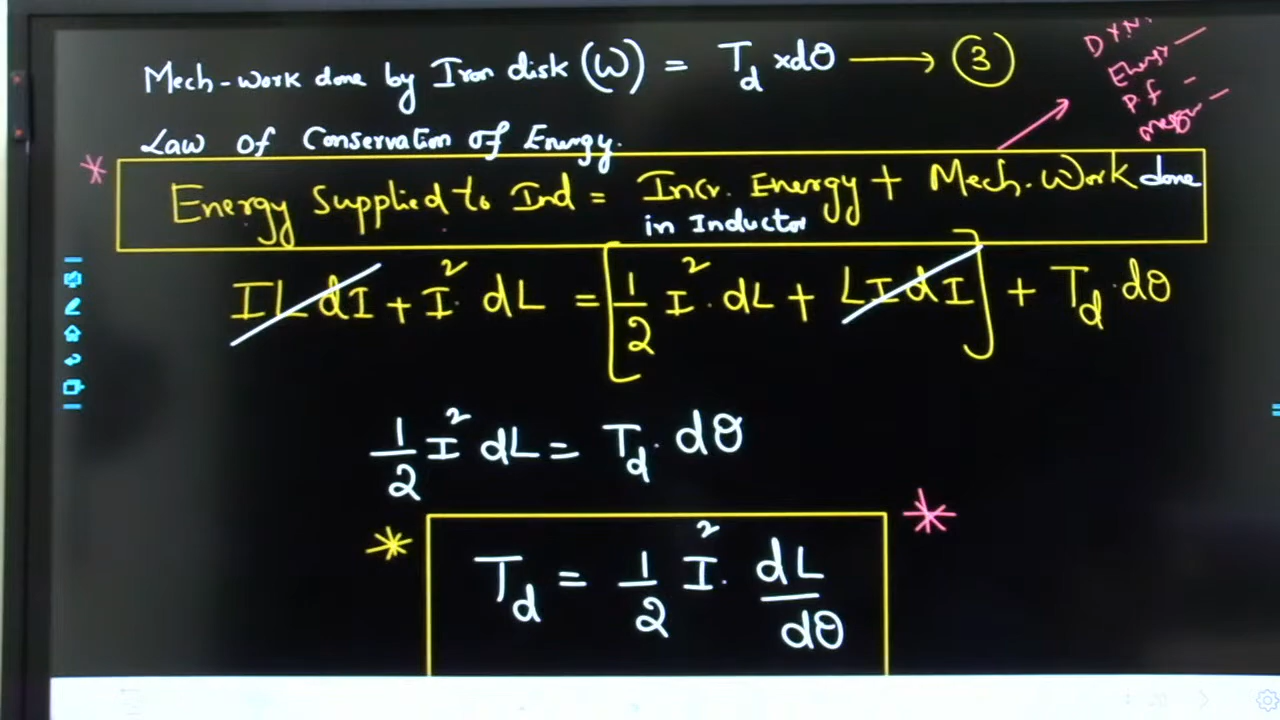 Mech-work done by Iron disk (W) = T_d × dθ → ③
DYN.
Energy -
P.f -
Law of Conservation of Energy.
* Energy Supplied to Ind = Incr. Energy + Mech. Work done
in Inductor
IL dI + I². dL = [1/2 I². dL + LI dI] + T_d . dθ
1/2 I² dL = T_d . dθ
* T_d = 1/2 I². dL/dθ *